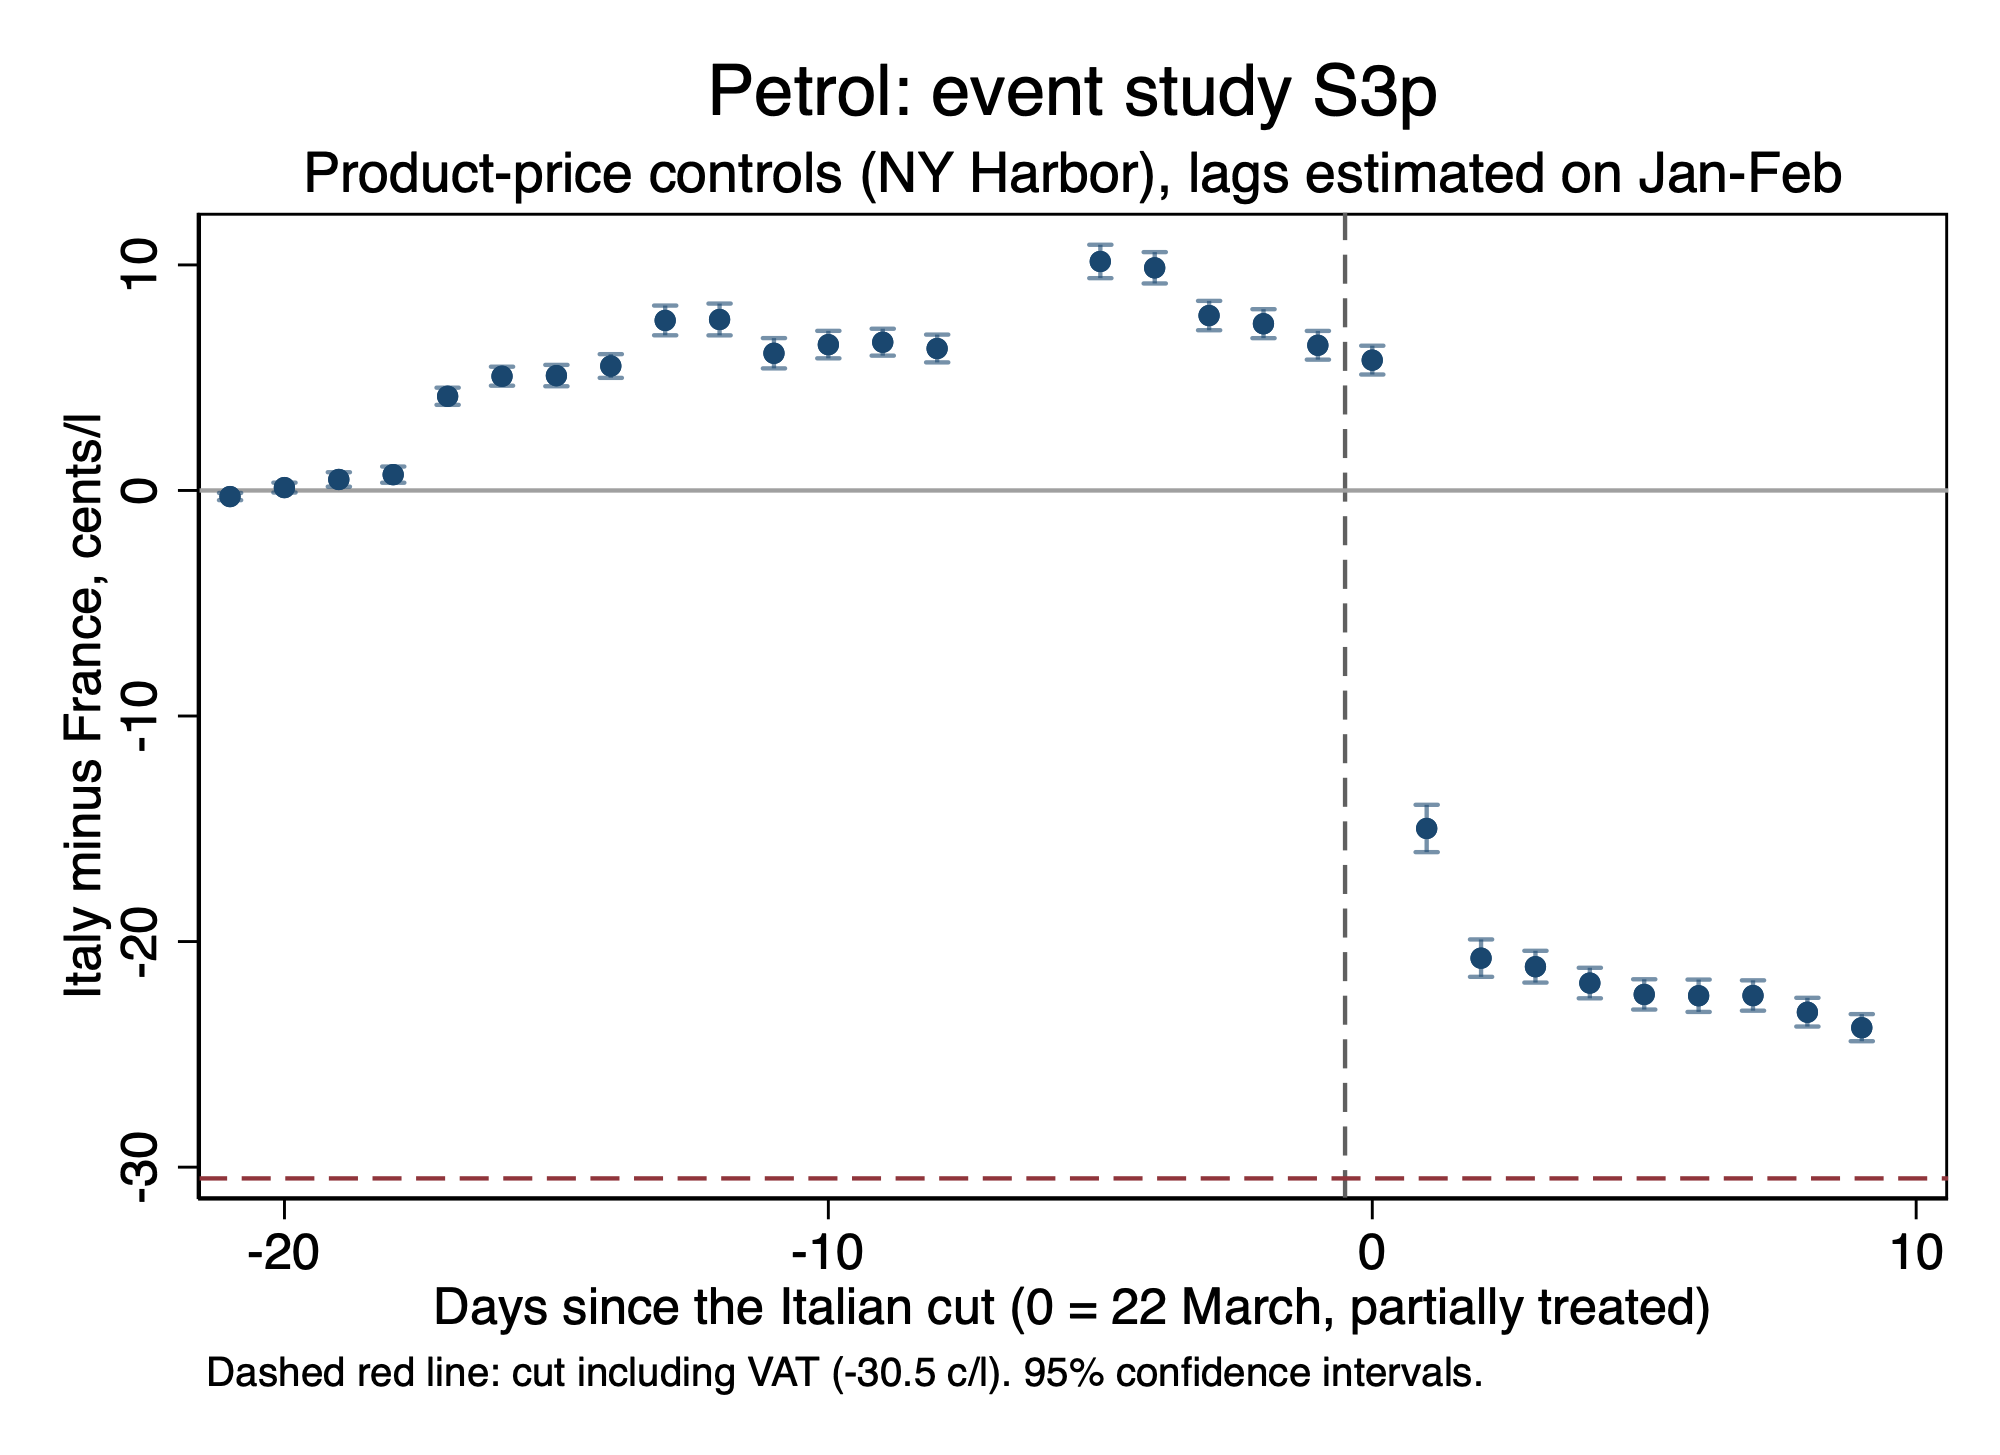 Petrol: event study S3p
Product-price controls (NY Harbor), lags estimated on Jan-Feb
Italy minus France, cents/l
10
0
-10
-20
-30
-20
-10
0
10
Days since the Italian cut (0 = 22 March, partially treated)
Dashed red line: cut including VAT (-30.5 c/l). 95% confidence intervals.